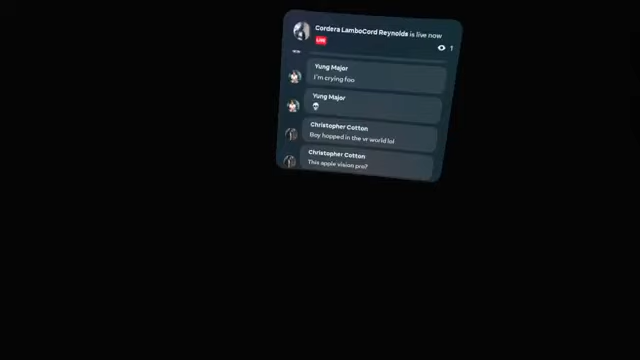 Cordera LamboCord Reynolds is live now
LIVE
1
Yung Major
I'm crying foo
Yung Major
💀
Christopher Cotton
Boy hopped in the vr world lol
Christopher Cotton
This apple vision pro?